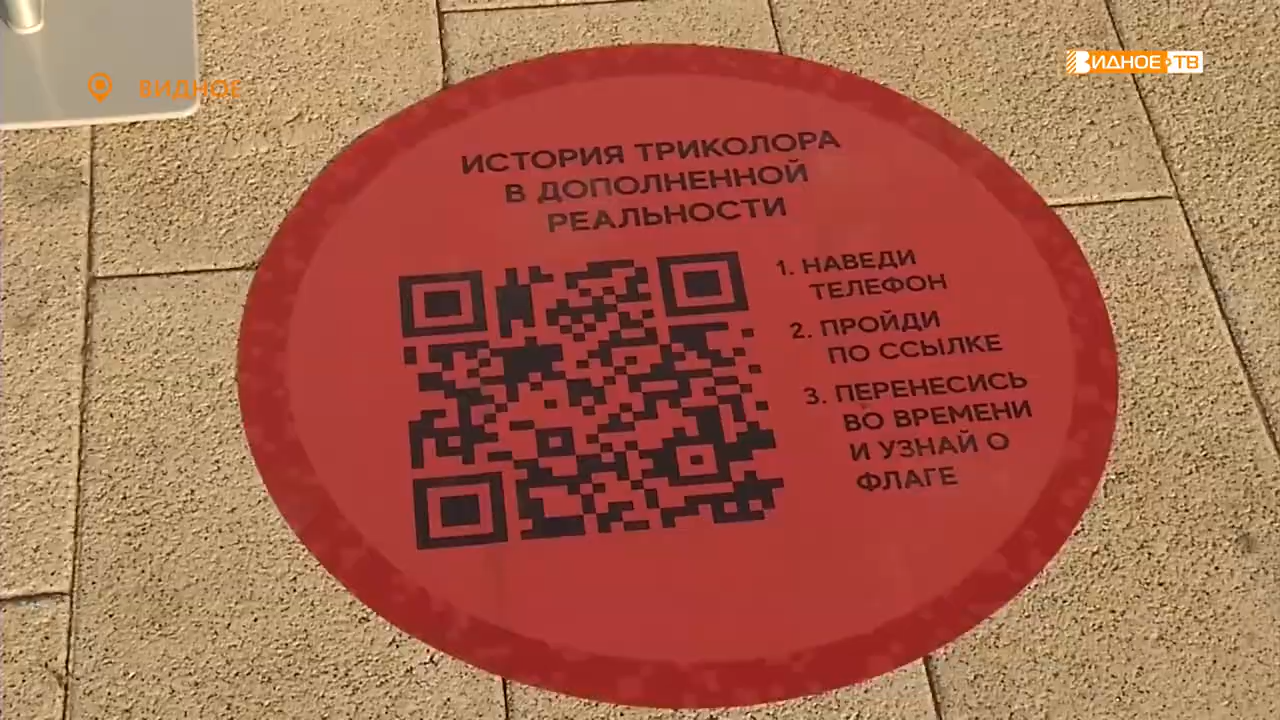 ВИДНОЕ
ВИДНОЕ ТВ
ИСТОРИЯ ТРИКОЛОРА
В ДОПОЛНЕННОЙ
РЕАЛЬНОСТИ
1. НАВЕДИ
ТЕЛЕФОН
2. ПРОЙДИ
ПО ССЫЛКЕ
3. ПЕРЕНЕСИСЬ
ВО ВРЕМЕНИ
И УЗНАЙ О
ФЛАГЕ